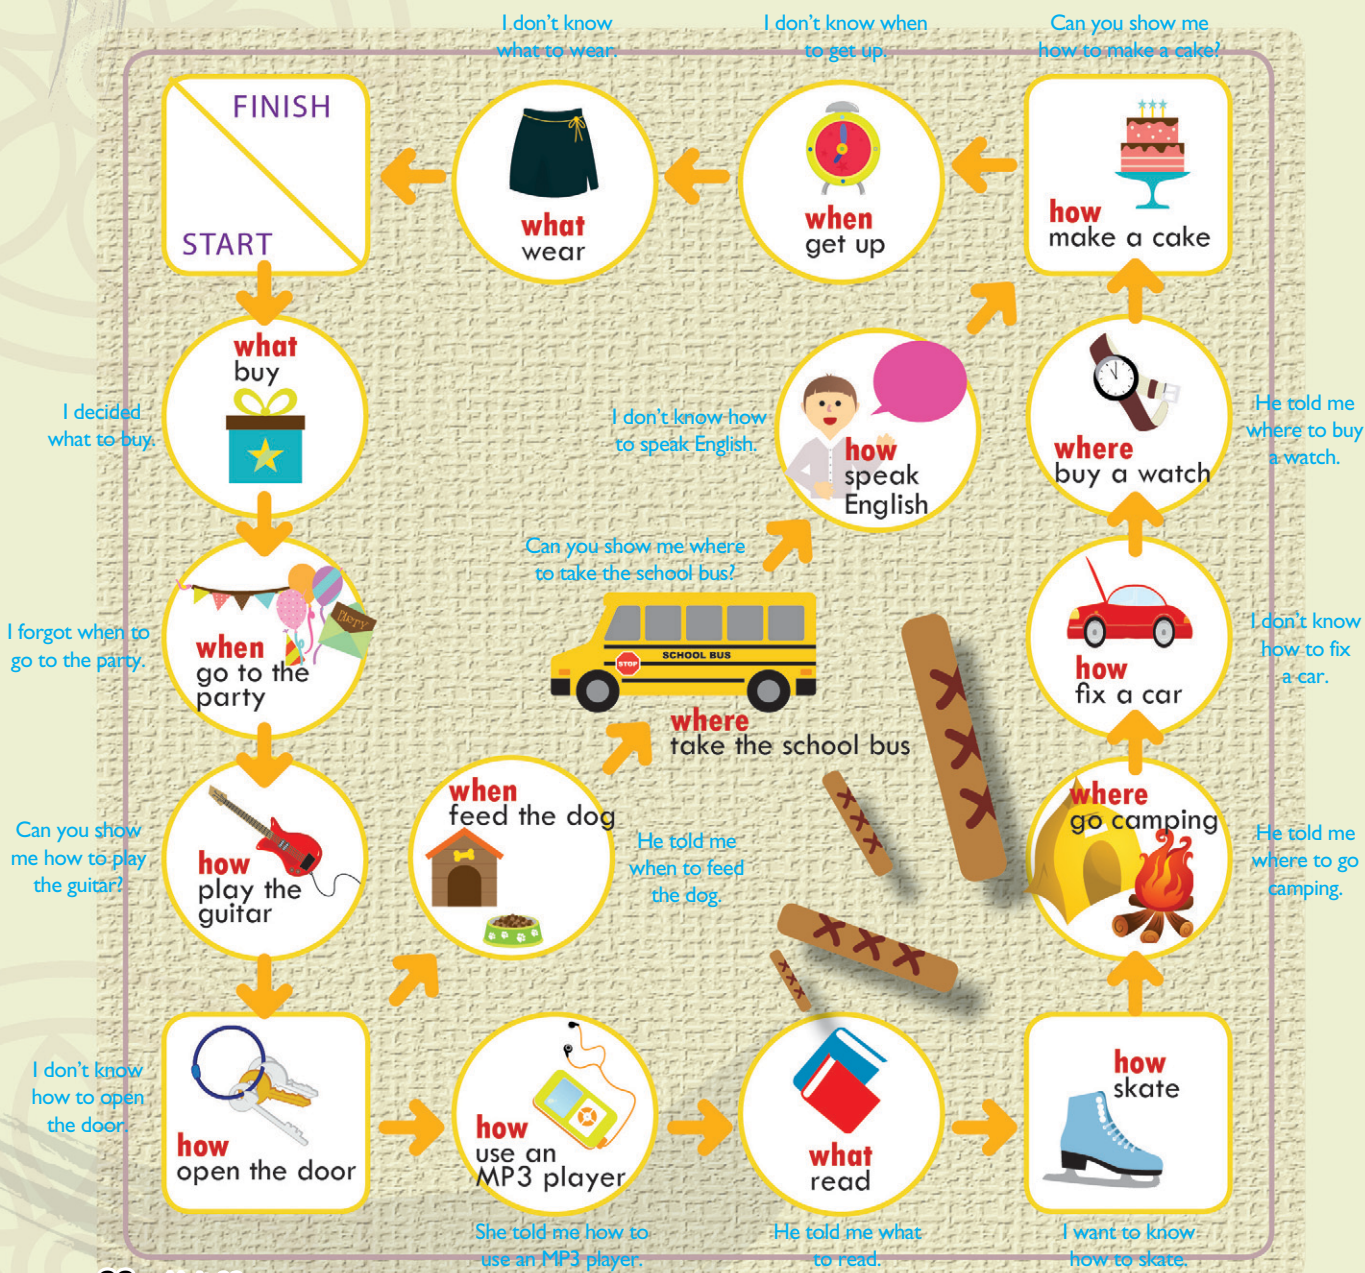 I don't know
what to wear.
I don't know when
to get up.
Can you show me
how to make a cake?
FINISH
START
what
wear
when
get up
how
make a cake
what
buy
I decided
what to buy.
I don't know how
to speak English.
how
speak
English
where
buy a watch
He told me
where to buy
a watch.
I forgot when to
go to the party.
PARTY
when
go to the
party
Can you show me where
to take the school bus?
SCHOOL BUS
STOP
where
take the school bus
how
fix a car
I don't know
how to fix
a car.
Can you show
me how to play
the guitar?
how
play the
guitar
when
feed the dog
He told me
when to feed
the dog.
where
go camping
He told me
where to go
camping.
I don't know
how to open
the door.
how
open the door
how
use an
MP3 player
She told me how to
use an MP3 player.
what
read
He told me what
to read.
how
skate
I want to know
how to skate.